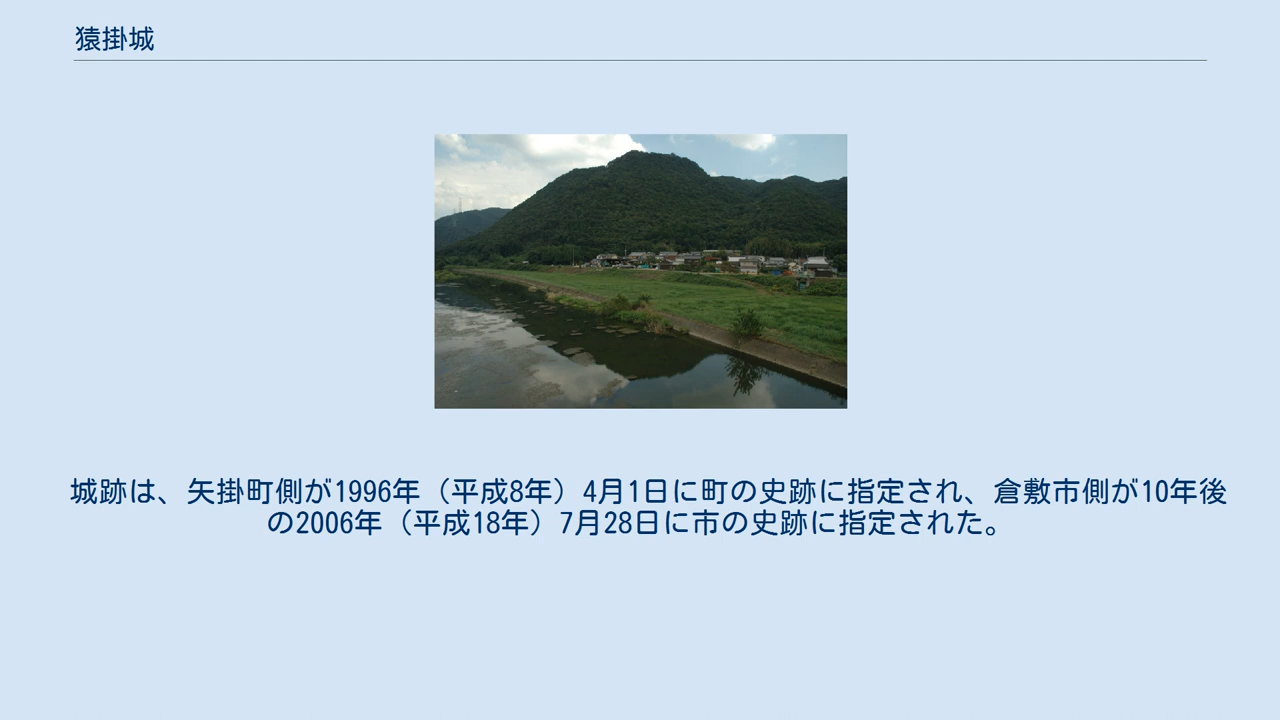 猿掛城
城跡は、矢掛町側が1996年（平成8年）4月1日に町の史跡に指定され、倉敷市側が10年後
の2006年（平成18年）7月28日に市の史跡に指定された。